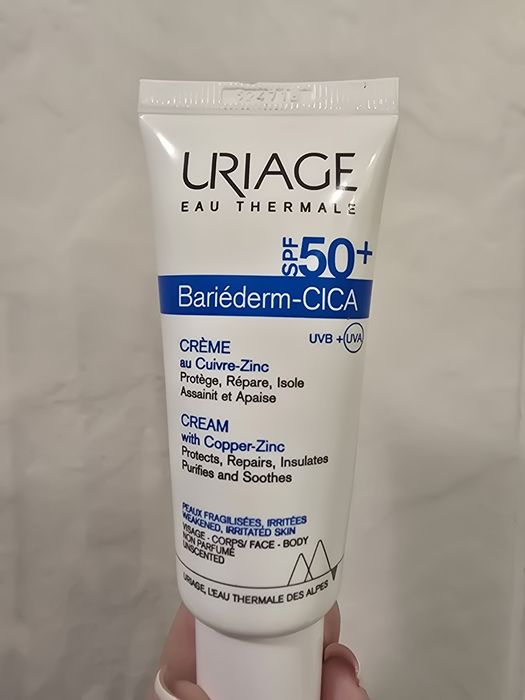 URIAGE
EAU THERMALE
SPF 50+
Bariéderm-CICA
UVB + UVA
CRÈME
au Cuivre-Zinc
Protège, Répare, Isole
Assainit et Apaise
CREAM
with Copper-Zinc
Protects, Repairs, Insulates
Purifies and Soothes
PEAUX FRAGILISÉES, IRRITÉES
WEAKENED, IRRITATED SKIN
VISAGE - CORPS/ FACE - BODY
NON PARFUMÉ
UNSCENTED
URIAGE, L'EAU THERMALE DES ALPES